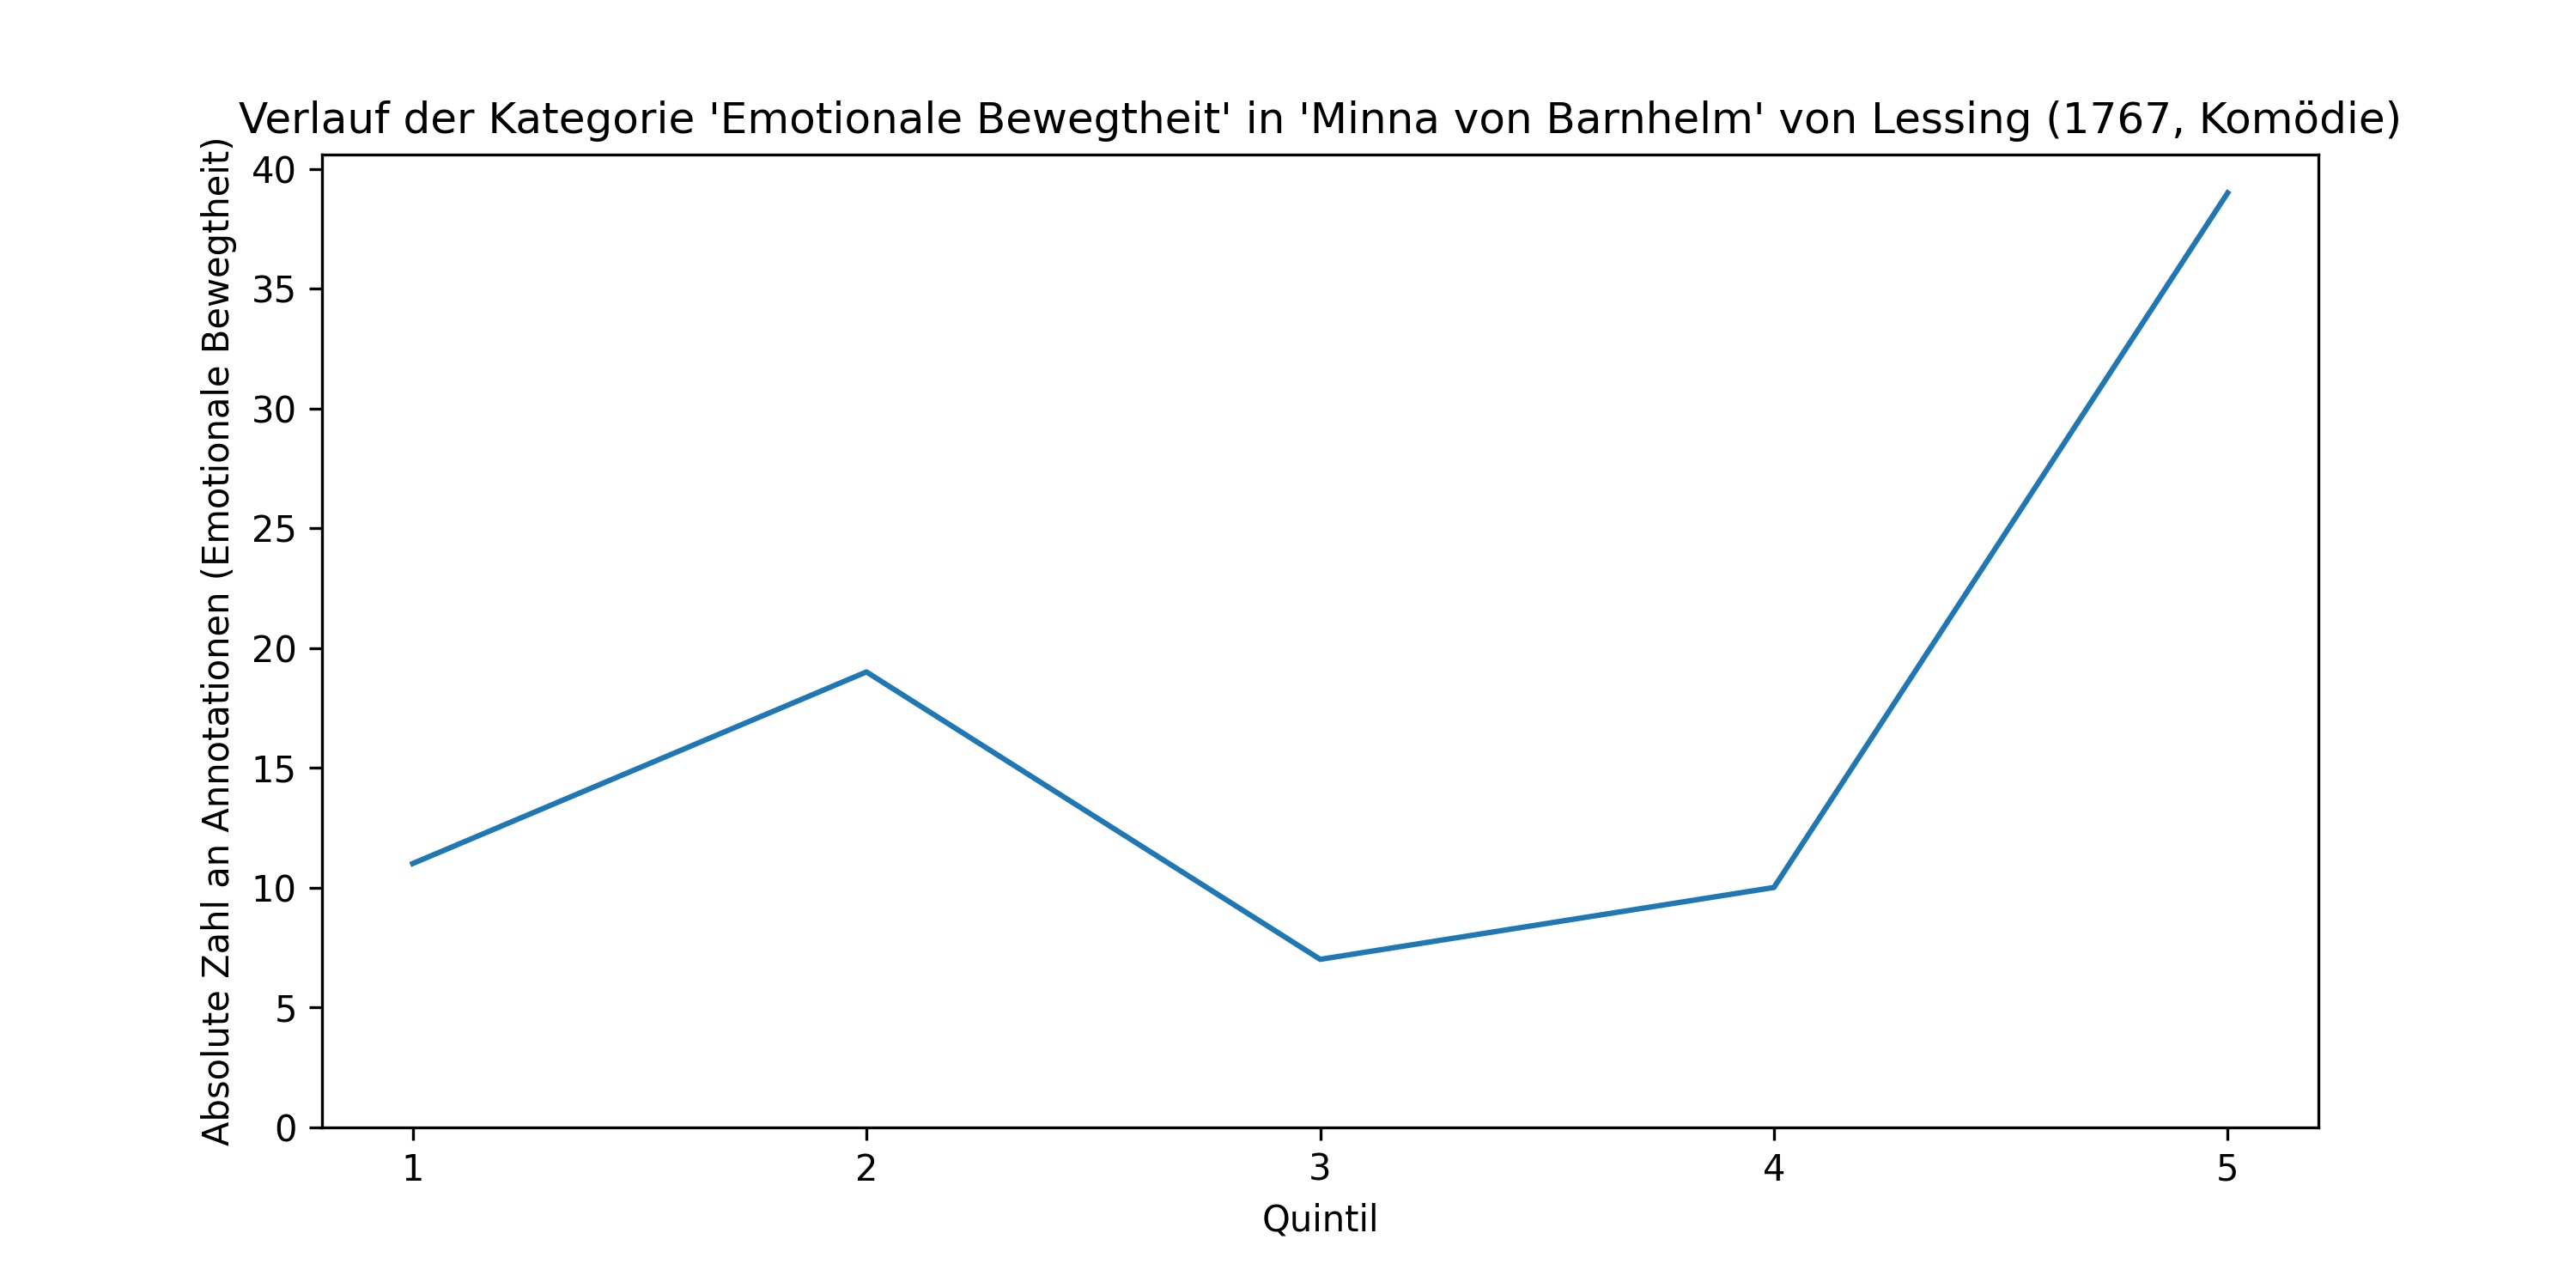 Verlauf der Kategorie 'Emotionale Bewegtheit' in 'Minna von Barnhelm' von Lessing (1767, Komödie)
Absolute Zahl an Annotationen (Emotionale Bewegtheit)
40
35
30
25
20
15
10
5
0
1 2 3 4 5
Quintil